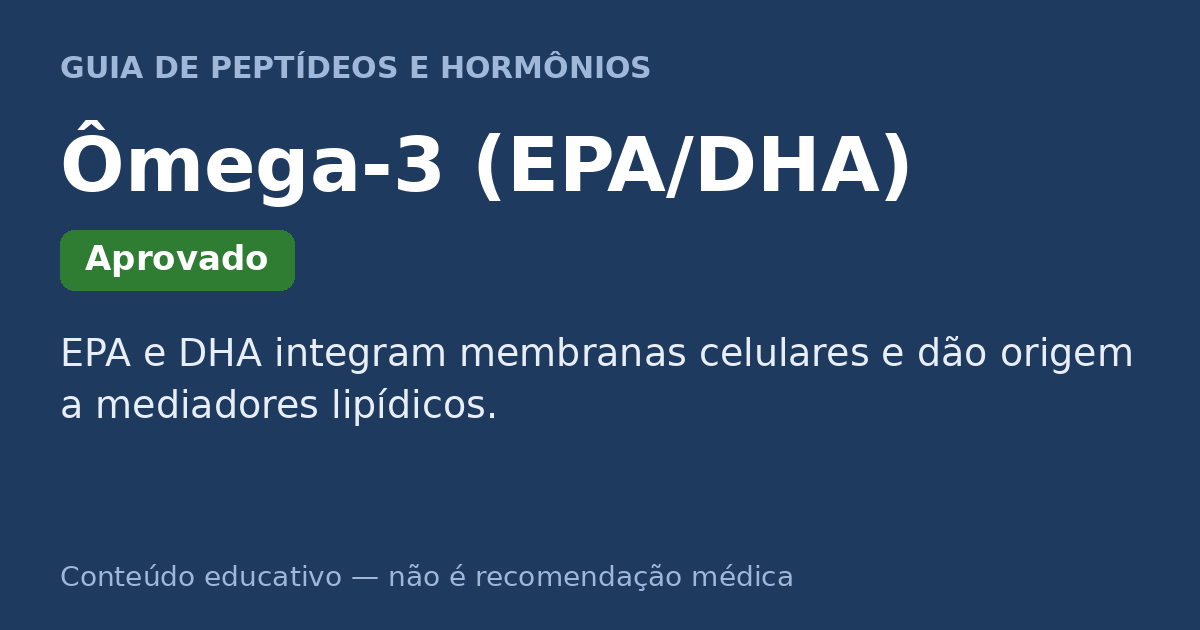 GUIA DE PEPTÍDEOS E HORMÔNIOS
Ômega-3 (EPA/DHA)
Aprovado
EPA e DHA integram membranas celulares e dão origem
a mediadores lipídicos.
Conteúdo educativo — não é recomendação médica